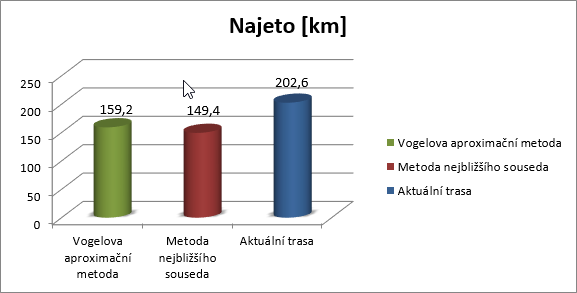 Najeto [km]
250
200
150
100
50
0
159,2
149,4
202,6
Vogelova
aproximační
metoda
Metoda
nejbližšího
souseda
Aktuální trasa
Vogelova aproximační metoda
Metoda nejbližšího souseda
Aktuální trasa